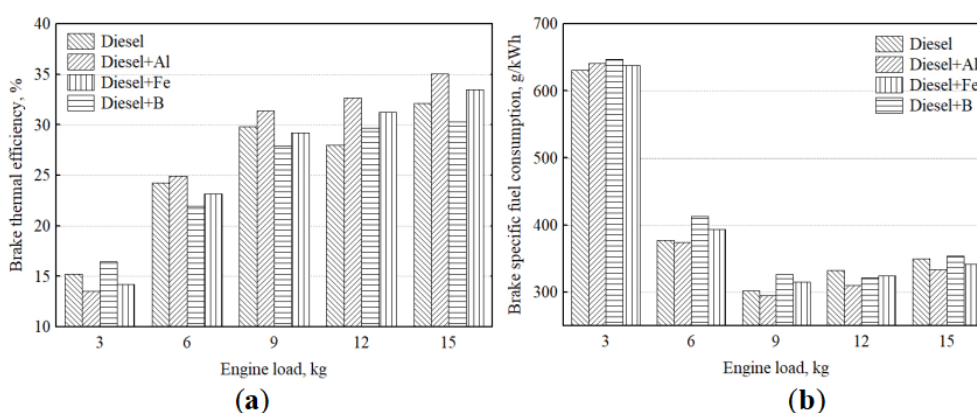 40
35
30
25
20
15
10
Brake thermal efficiency, %
Diesel
Diesel+Al
Diesel+Fe
Diesel+B
3 6 9 12 15
Engine load, kg
(a)
700
600
500
400
300
Brake specific fuel consumption, g/kWh
Diesel
Diesel+Al
Diesel+Fe
Diesel+B
3 6 9 12 15
Engine load, kg
(b)